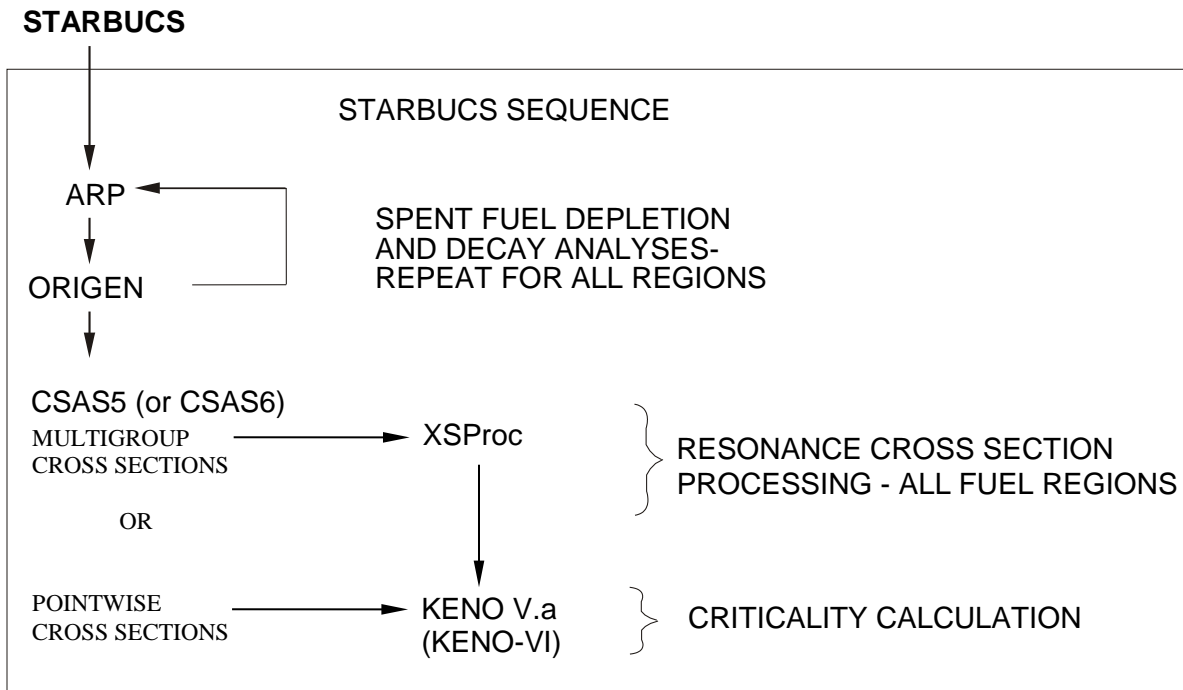 STARBUCS
STARBUCS SEQUENCE
ARP
SPENT FUEL DEPLETION
AND DECAY ANALYSES-
REPEAT FOR ALL REGIONS
ORIGEN
CSAS5 (or CSAS6)
MULTIGROUP
CROSS SECTIONS
XSProc
RESONANCE CROSS SECTION
PROCESSING - ALL FUEL REGIONS
OR
POINTWISE
CROSS SECTIONS
KENO V.a
(KENO-VI)
CRITICALITY CALCULATION